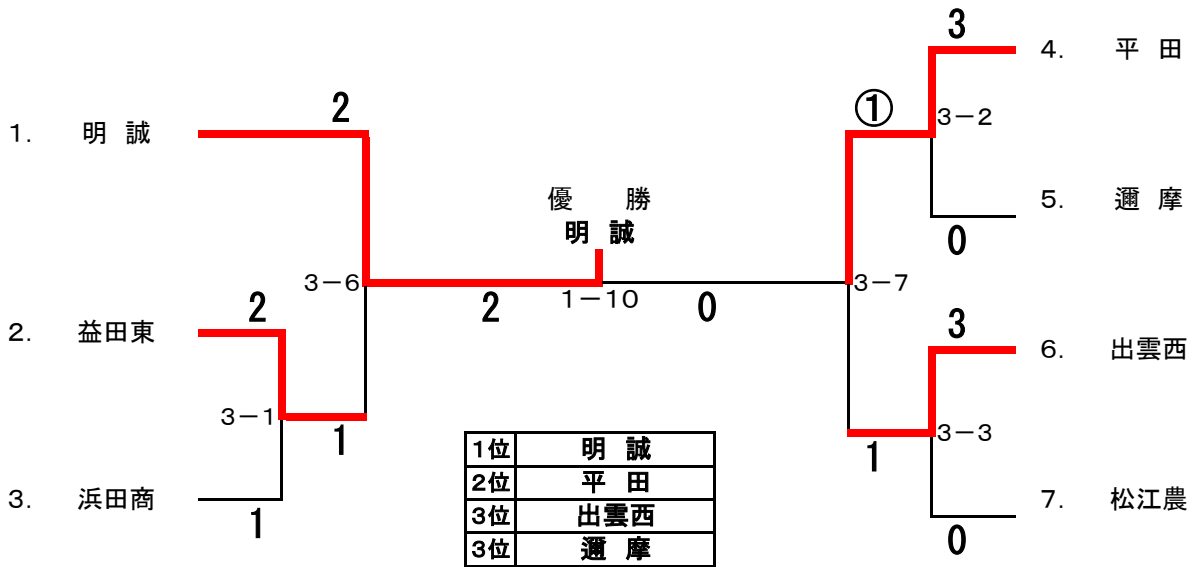 3
4. 平 田
2
①
3-2
1. 明 誠
優 勝
5. 邇 摩
明 誠
0
3-6
2
2
1-10
0
3-7
3
2. 益田東
6. 出雲西
3-1
1
1
3-3
1位 明 誠
2位 平 田
3. 浜田商
1
3位 出雲西
7. 松江農
3位 邇 摩
0